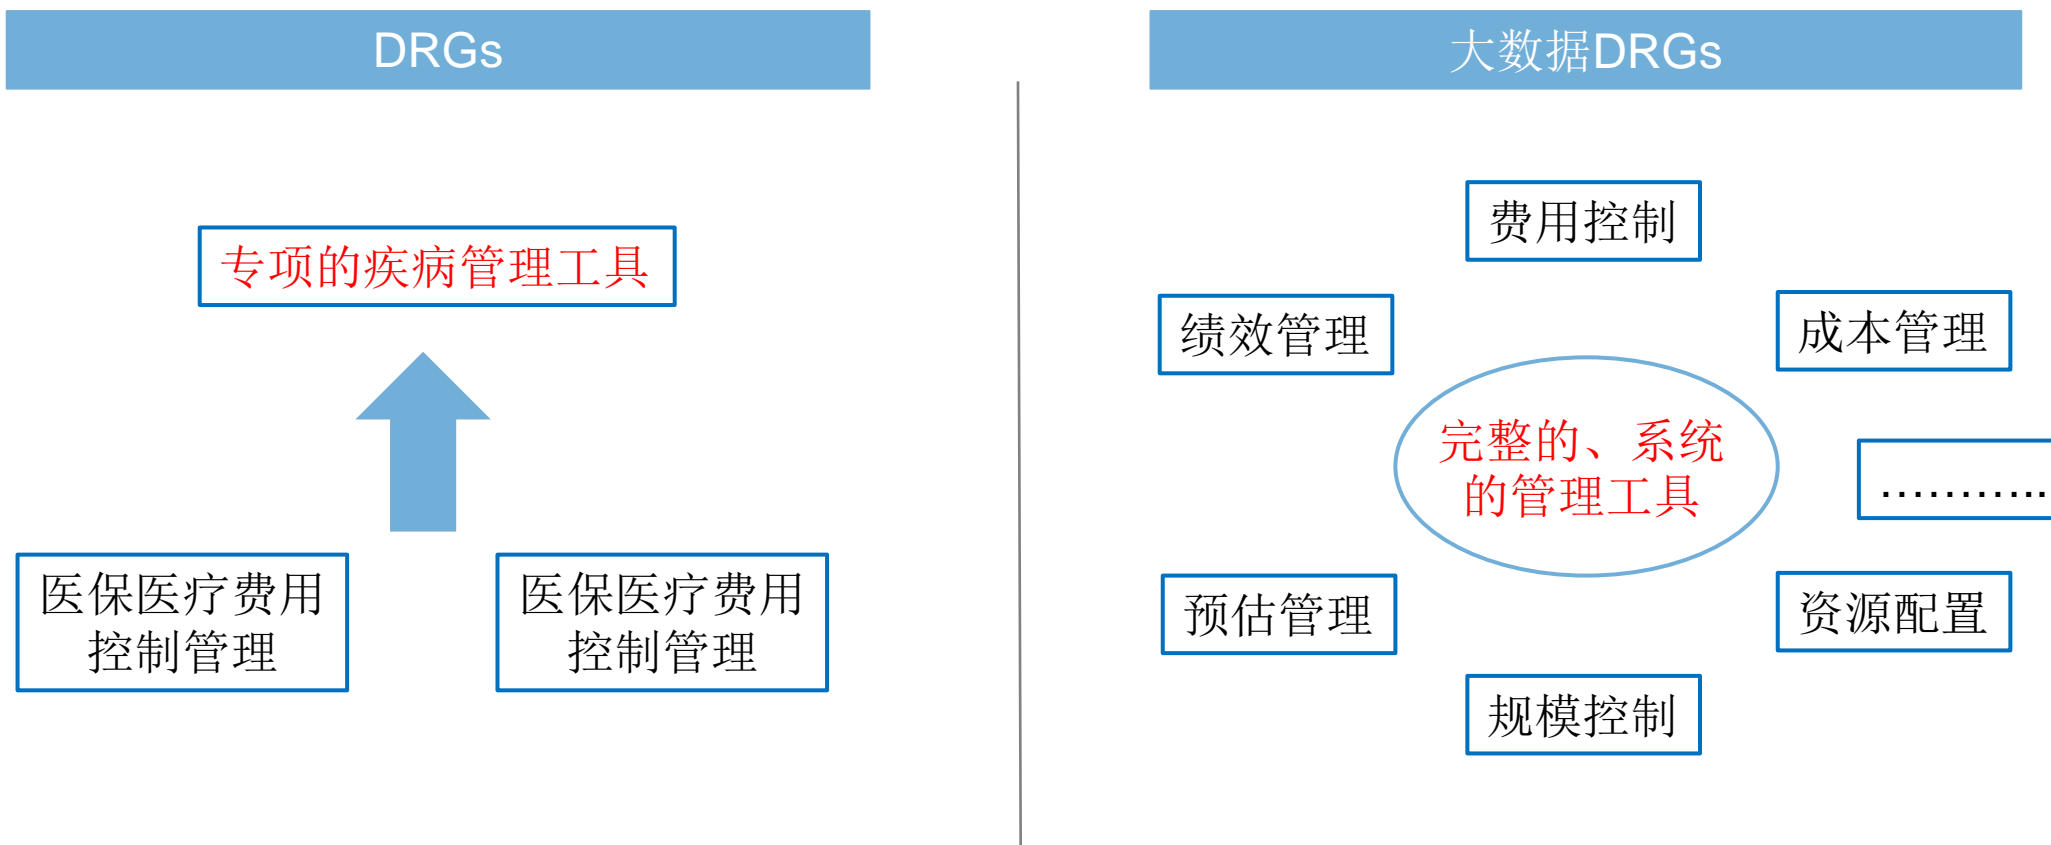 DRGs
专项的疾病管理工具
医保医疗费用
控制管理
医保医疗费用
控制管理
大数据DRGs
费用控制
绩效管理
成本管理
完整的、系统
的管理工具
………...
预估管理
资源配置
规模控制